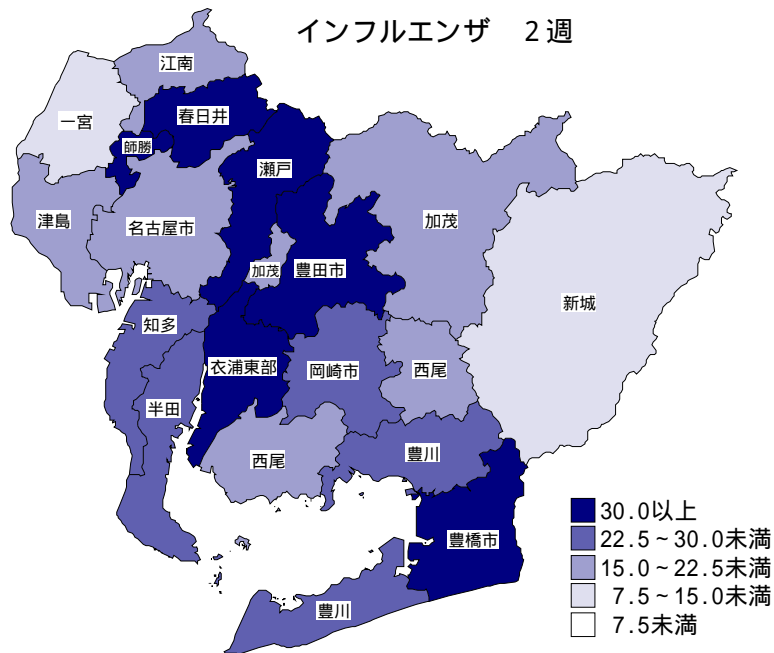 インフルエンザ　2週
江南
春日井
一宮
師勝
瀬戸
津島
名古屋市
加茂
加茂
豊田市
新城
知多
衣浦東部
岡崎市
西尾
半田
西尾
豊川
豊橋市
豊川
30.0以上
22.5~30.0未満
15.0~22.5未満
7.5~15.0未満
7.5未満